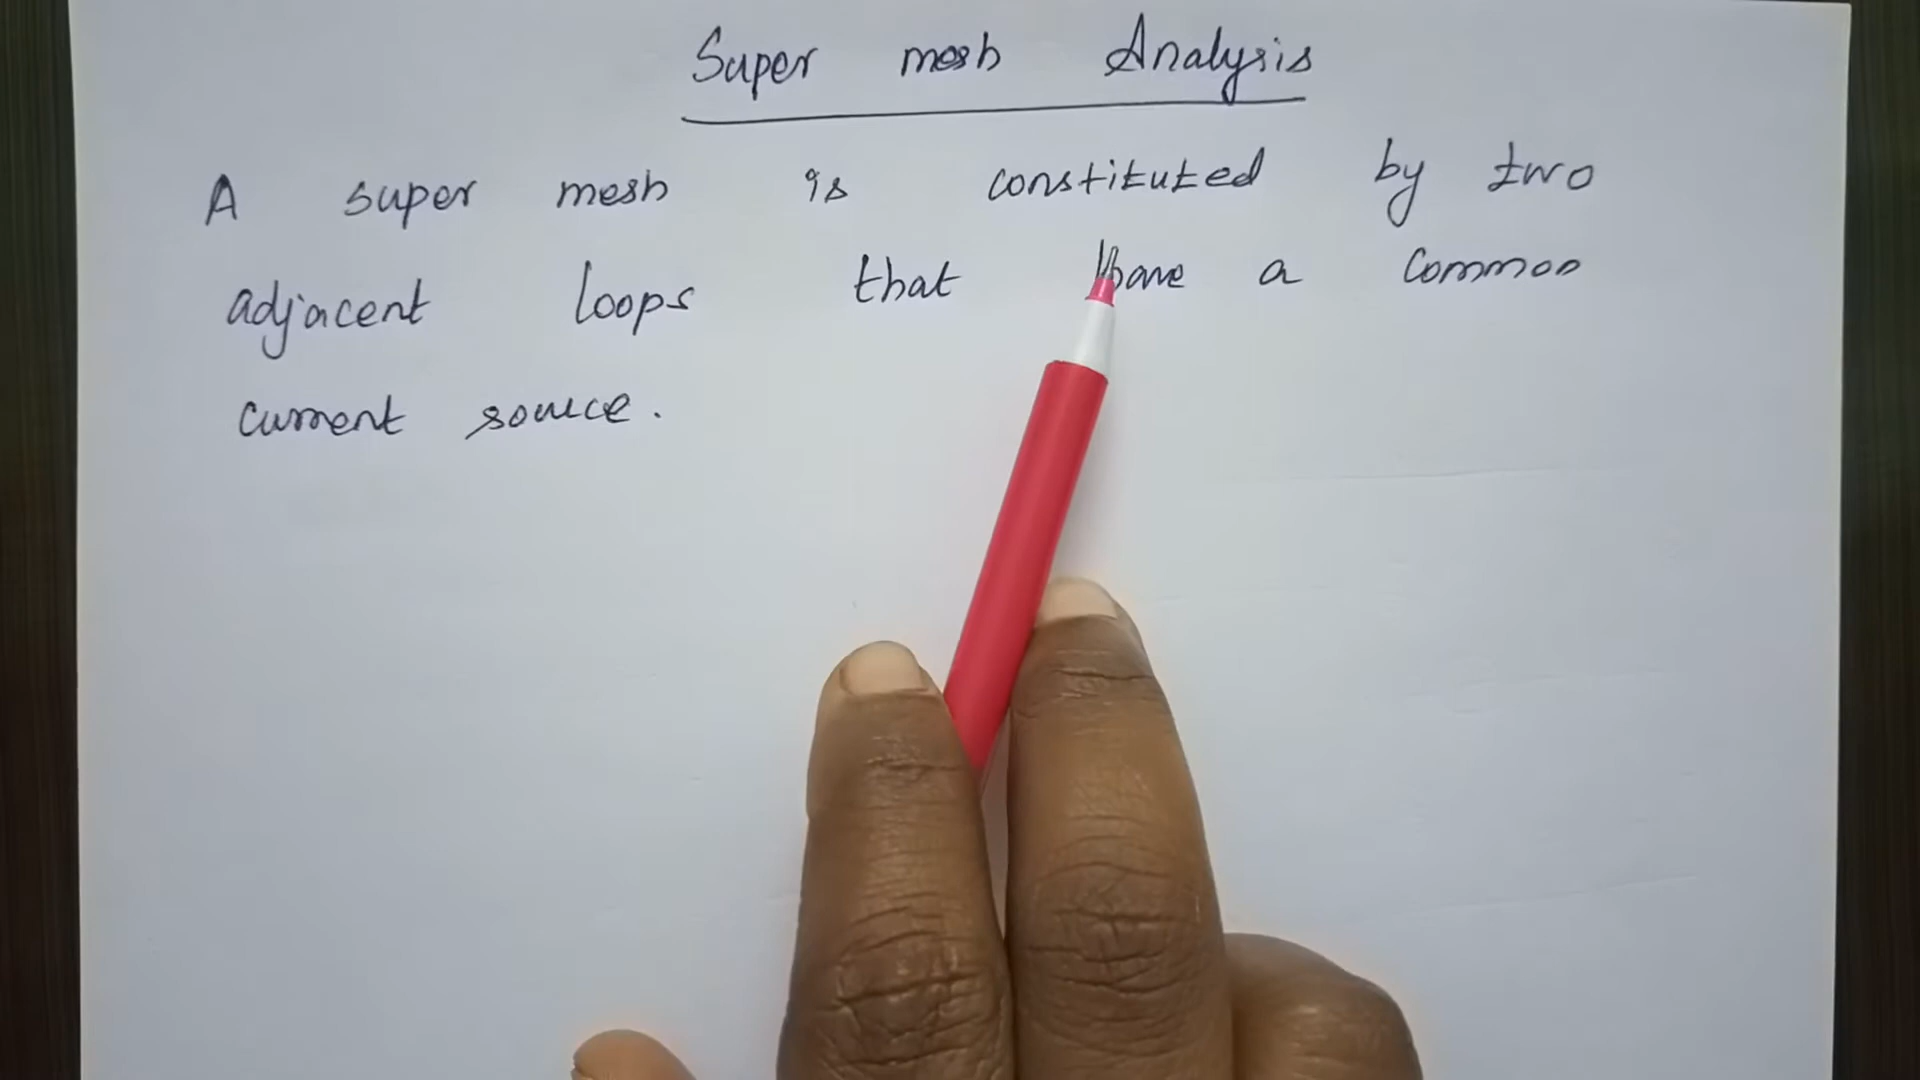 Super mesh Analysis
A super mesh is constituted by two
adjacent loops that have a common
current source.